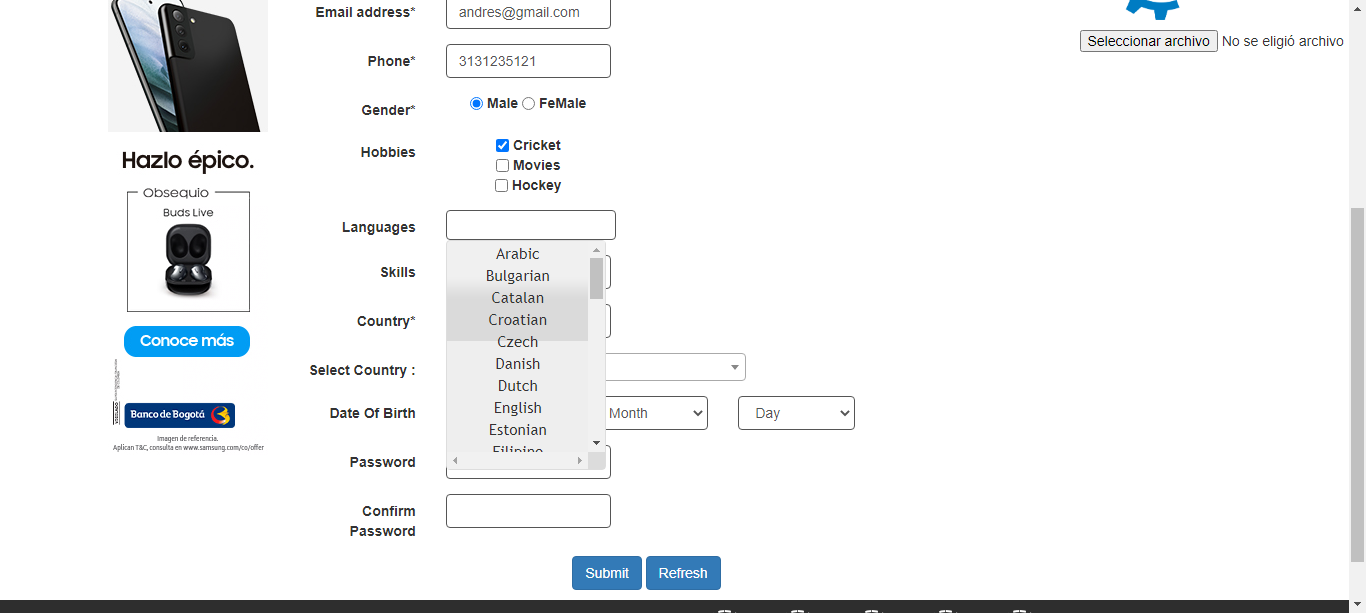 Email address*
andres@gmail.com
Seleccionar archivo No se eligió archivo
Phone*
3131235121
Gender*
Male FeMale
Hobbies
Cricket
Movies
Hockey
Languages
Arabic
Bulgarian
Catalan
Croatian
Czech
Danish
Dutch
English
Estonian
Filipino
Skills
Country*
Select Country :
Date Of Birth
Month
Day
Password
Confirm
Password
Submit
Refresh
Hazlo épico.
Obsequio
Buds Live
Conoce más
VIGILADO
Banco de Bogotá
Imagen de referencia.
Aplican T&C, consulta en www.samsung.com/co/offer